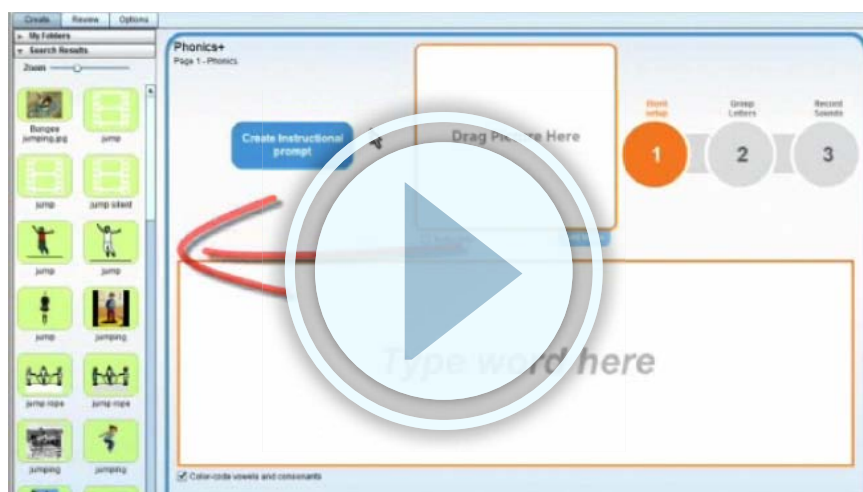 Create Review Options
My Folders
Search Results
Zoom
Bongee jumping.jpg
jump
jump
jump silent
jump
jump
jump
jumping
jump rope
jump rope
jumping
jumping
Phonics+
Page 1 - Phonics
Create Instructional
prompt
Drag Picture Here
Word
setup
Group
Letters
Record
Sounds
1 2 3
Type word here
Color-code vowels and consonants